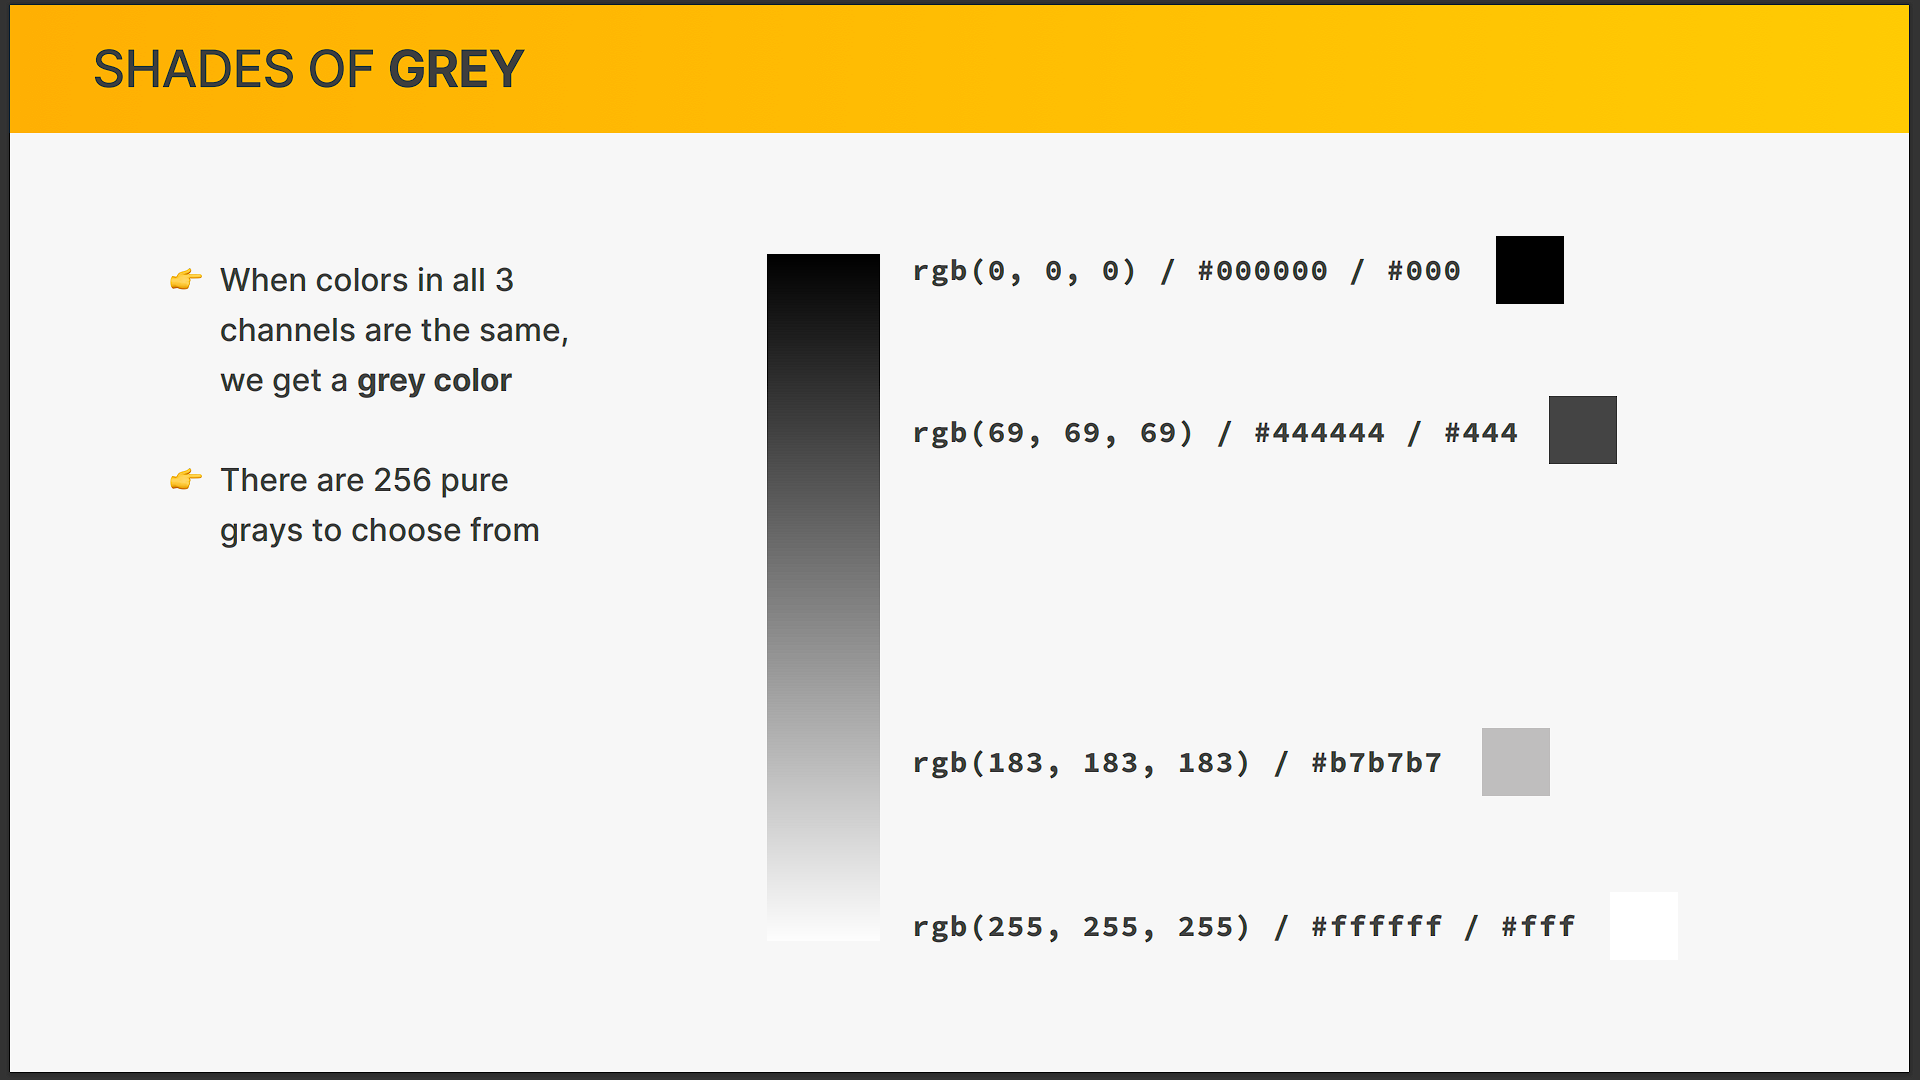 SHADES OF GREY
👉 When colors in all 3
channels are the same,
we get a grey color
👉 There are 256 pure
grays to choose from
rgb(0, 0, 0) / #000000 / #000
rgb(69, 69, 69) / #444444 / #444
rgb(183, 183, 183) / #b7b7b7
rgb(255, 255, 255) / #ffffff / #fff